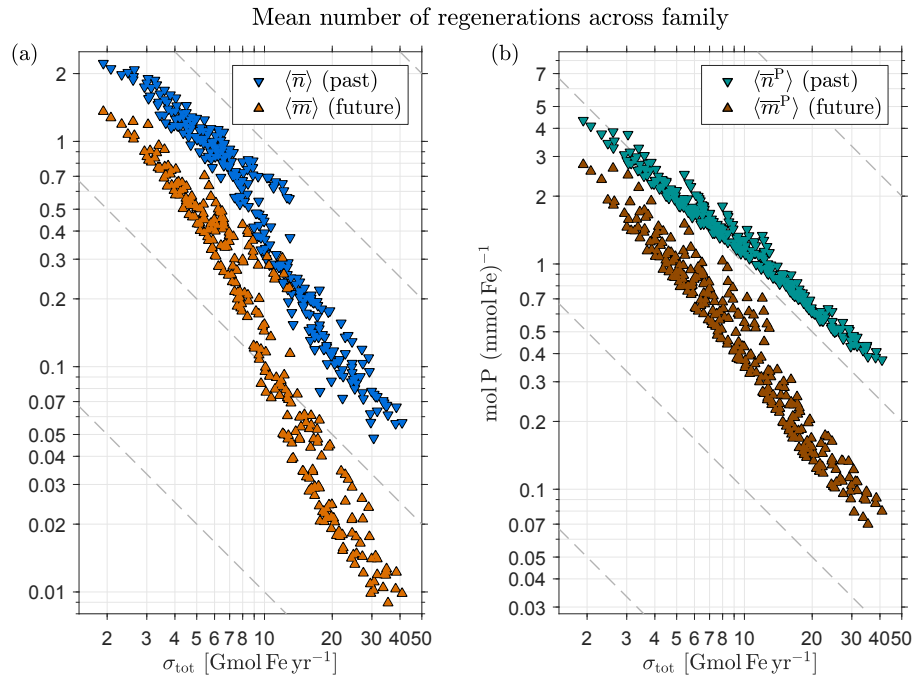 Mean number of regenerations across family
(a)
⟨n̅⟩ (past)
⟨m̅⟩ (future)
2
1
0.7
0.5
0.4
0.3
0.2
0.1
0.07
0.05
0.04
0.03
0.02
0.01
2 3 4 5 6 7 8 10 20 30 40 50
σtot [Gmol Fe yr⁻¹]
(b)
⟨n̅ᴾ⟩ (past)
⟨m̅ᴾ⟩ (future)
mol P (mmol Fe)⁻¹
7
5
4
3
2
1
0.7
0.5
0.4
0.3
0.2
0.1
0.07
0.05
0.04
0.03
2 3 4 5 6 7 8 10 20 30 40 50
σtot [Gmol Fe yr⁻¹]